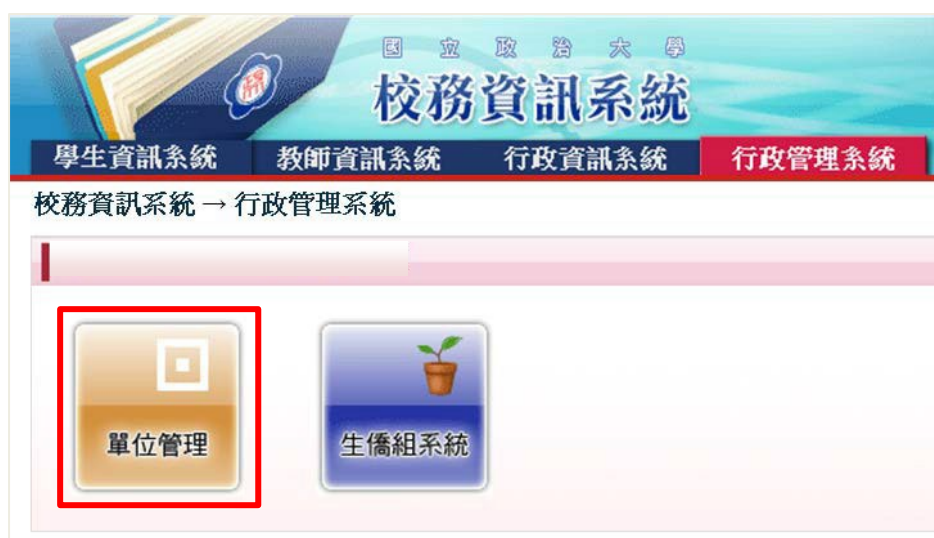 國立政治大學
校務資訊系統
學生資訊系統 教師資訊系統 行政資訊系統 行政管理系統
校務資訊系統 → 行政管理系統
單位管理 生僑組系統